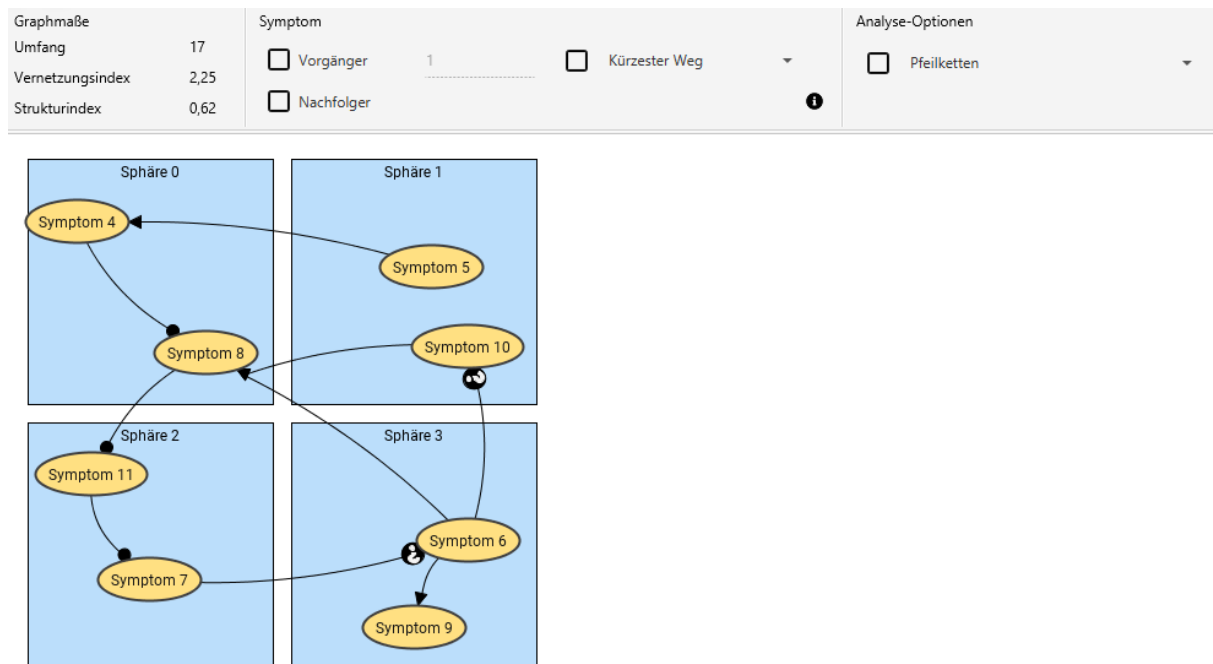 Graphmaße
Umfang 17
Vernetzungsindex 2,25
Strukturindex 0,62
Symptom
Vorgänger 1 Kürzester Weg
Nachfolger
Analyse-Optionen
Pfeilketten
Sphäre 0
Symptom 4
Symptom 8
Sphäre 1
Symptom 5
Symptom 10
Sphäre 2
Symptom 11
Symptom 7
Sphäre 3
Symptom 6
Symptom 9